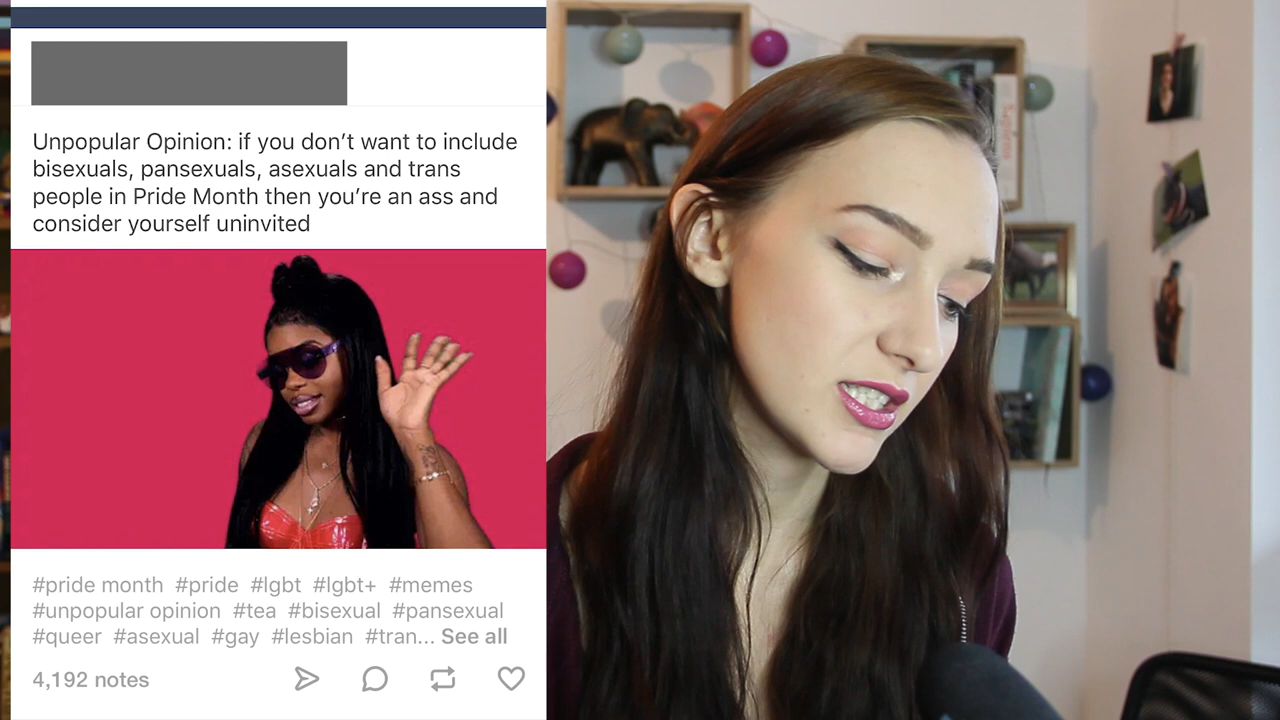 Unpopular Opinion: if you don’t want to include
bisexuals, pansexuals, asexuals and trans
people in Pride Month then you’re an ass and
consider yourself uninvited
#pride month #pride #lgbt #lgbt+ #memes
#unpopular opinion #tea #bisexual #pansexual
#queer #asexual #gay #lesbian #tran... See all
4,192 notes